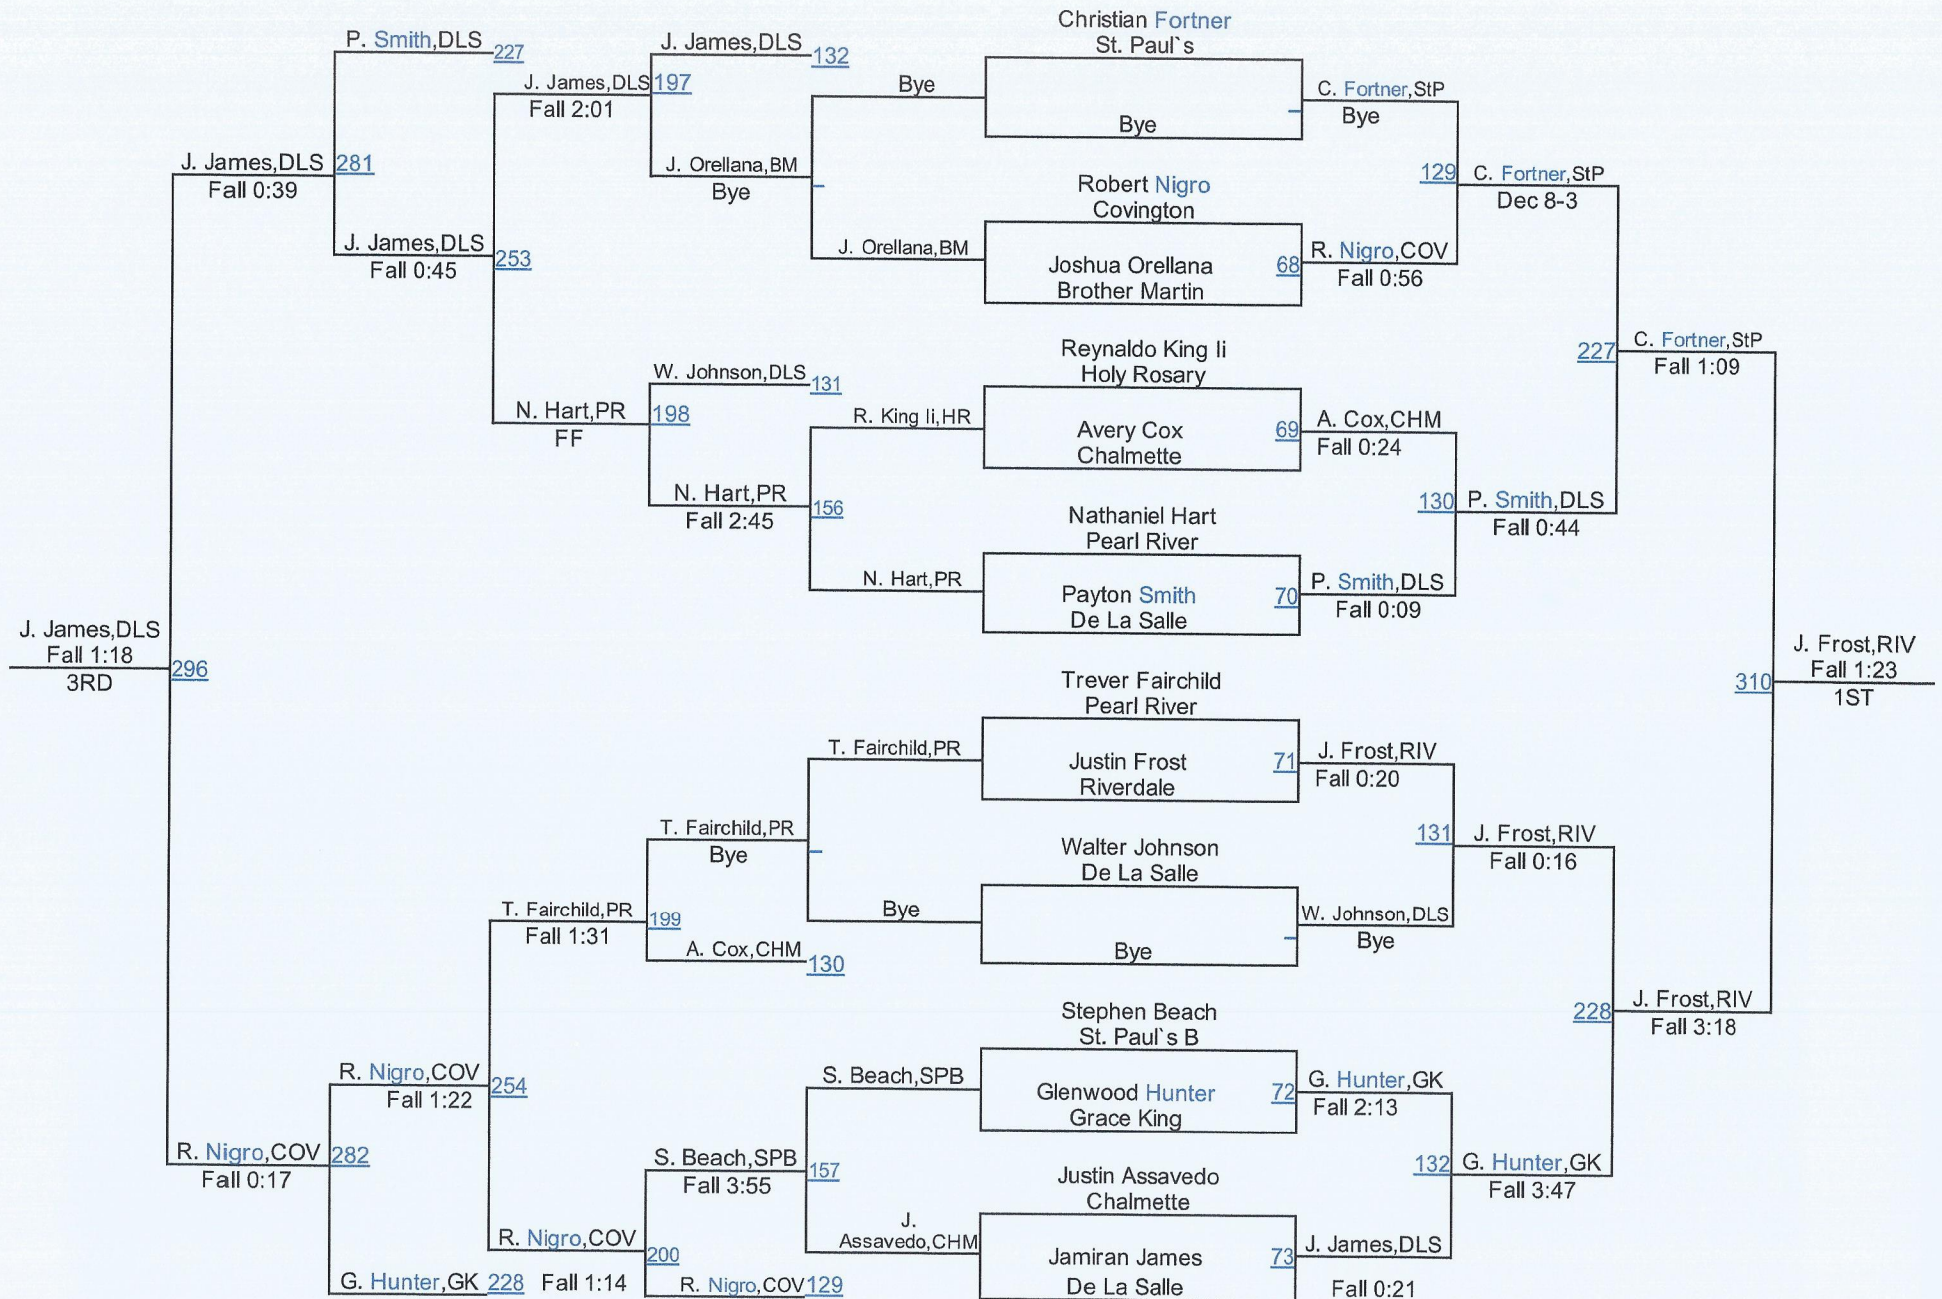 Christian Fortner
St. Paul`s
P. Smith,DLS
227
J. James,DLS
132
J. James,DLS
197
Fall 2:01
Bye
Bye
C. Fortner,StP
Bye
J. James,DLS
281
Fall 0:39
J. Orellana,BM
Bye
129
C. Fortner,StP
Dec 8-3
Robert Nigro
Covington
J. James,DLS
Fall 0:45
253
J. Orellana,BM
Joshua Orellana
Brother Martin
68
R. Nigro,COV
Fall 0:56
Reynaldo King Ii
Holy Rosary
227
C. Fortner,StP
Fall 1:09
W. Johnson,DLS
131
N. Hart,PR
198
FF
R. King Ii,HR
Avery Cox
Chalmette
69
A. Cox,CHM
Fall 0:24
N. Hart,PR
Fall 2:45
156
130
P. Smith,DLS
Fall 0:44
Nathaniel Hart
Pearl River
N. Hart,PR
Payton Smith
De La Salle
70
P. Smith,DLS
Fall 0:09
J. James,DLS
Fall 1:18
3RD
296
J. Frost,RIV
310
Fall 1:23
1ST
Trever Fairchild
Pearl River
T. Fairchild,PR
Justin Frost
Riverdale
71
J. Frost,RIV
Fall 0:20
T. Fairchild,PR
Bye
131
J. Frost,RIV
Fall 0:16
Walter Johnson
De La Salle
T. Fairchild,PR
199
Fall 1:31
Bye
Bye
W. Johnson,DLS
Bye
A. Cox,CHM
130
Stephen Beach
St. Paul`s B
228
J. Frost,RIV
Fall 3:18
R. Nigro,COV
254
Fall 1:22
S. Beach,SPB
Glenwood Hunter
Grace King
72
G. Hunter,GK
Fall 2:13
R. Nigro,COV
282
Fall 0:17
S. Beach,SPB
Fall 3:55
157
132
G. Hunter,GK
Fall 3:47
Justin Assavedo
Chalmette
R. Nigro,COV
200
Fall 1:14
J.
Assavedo,CHM
Jamiran James
De La Salle
73
J. James,DLS
Fall 0:21
G. Hunter,GK
228
R. Nigro,COV
129